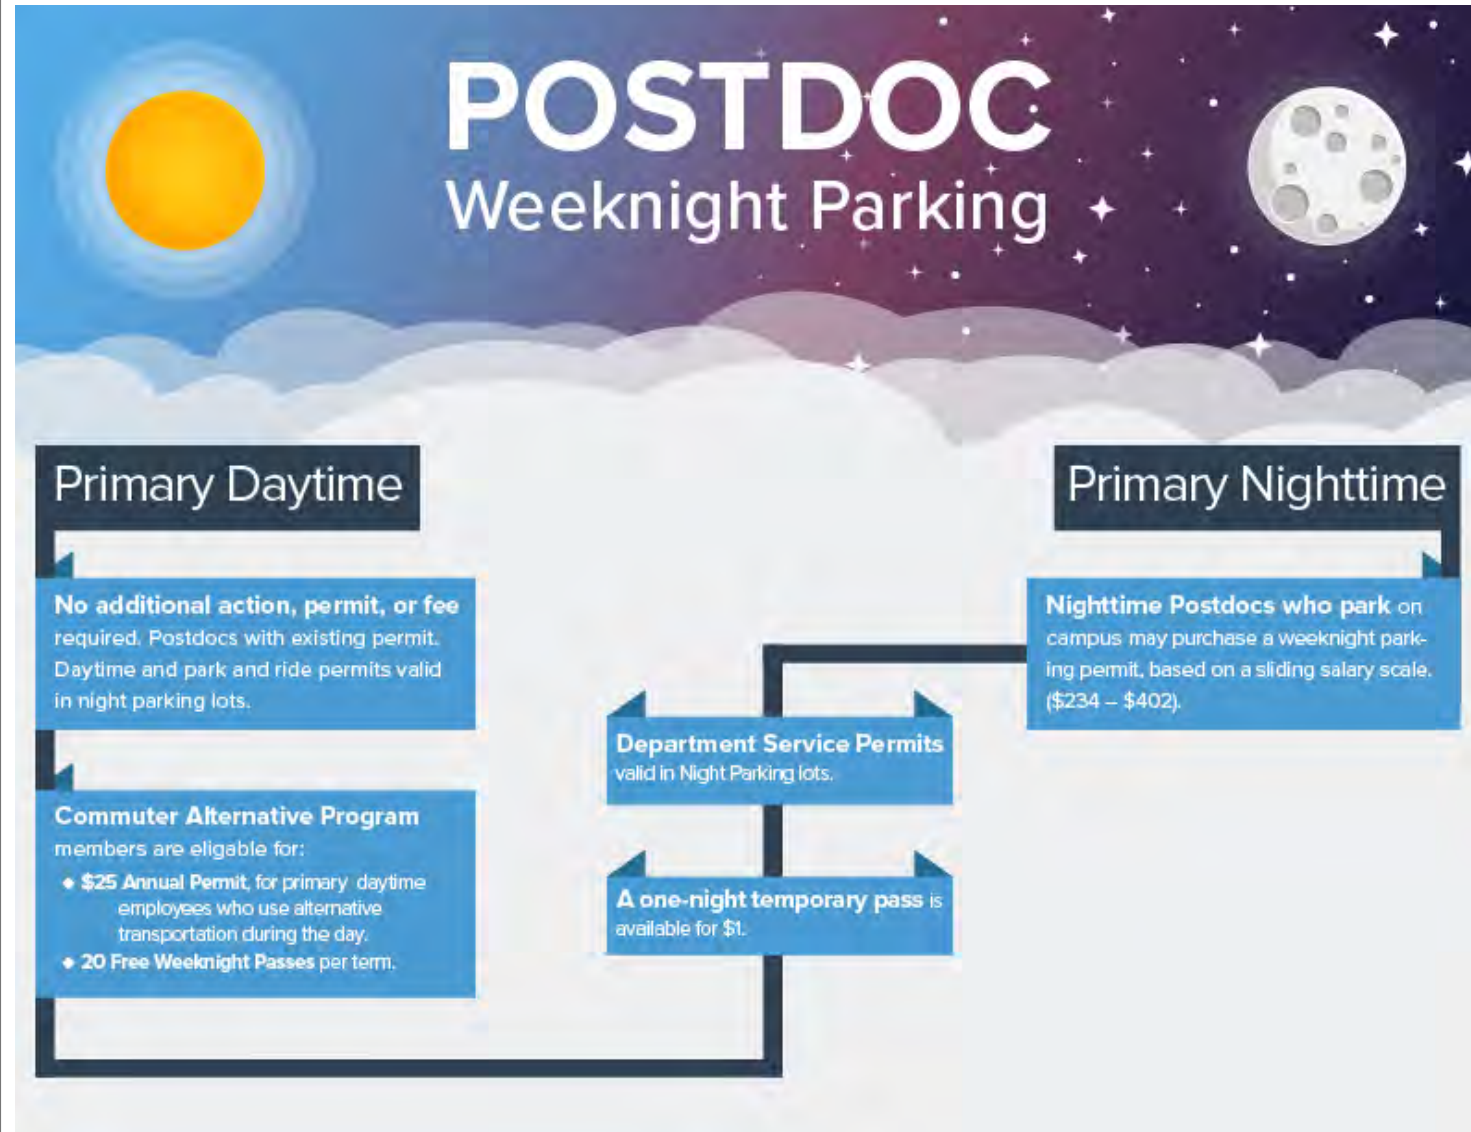 POSTDOC
Weeknight Parking
Primary Daytime
No additional action, permit, or fee
required. Postdocs with existing permit.
Daytime and park and ride permits valid
in night parking lots.
Commuter Alternative Program
members are eligable for:
◆ $25 Annual Permit, for primary daytime
employees who use alternative
transportation during the day.
◆ 20 Free Weeknight Passes per term.
Department Service Permits
valid in Night Parking lots.
A one-night temporary pass is
available for $1.
Primary Nighttime
Nighttime Postdocs who park on
campus may purchase a weeknight park-
ing permit, based on a sliding salary scale.
($234 – $402).